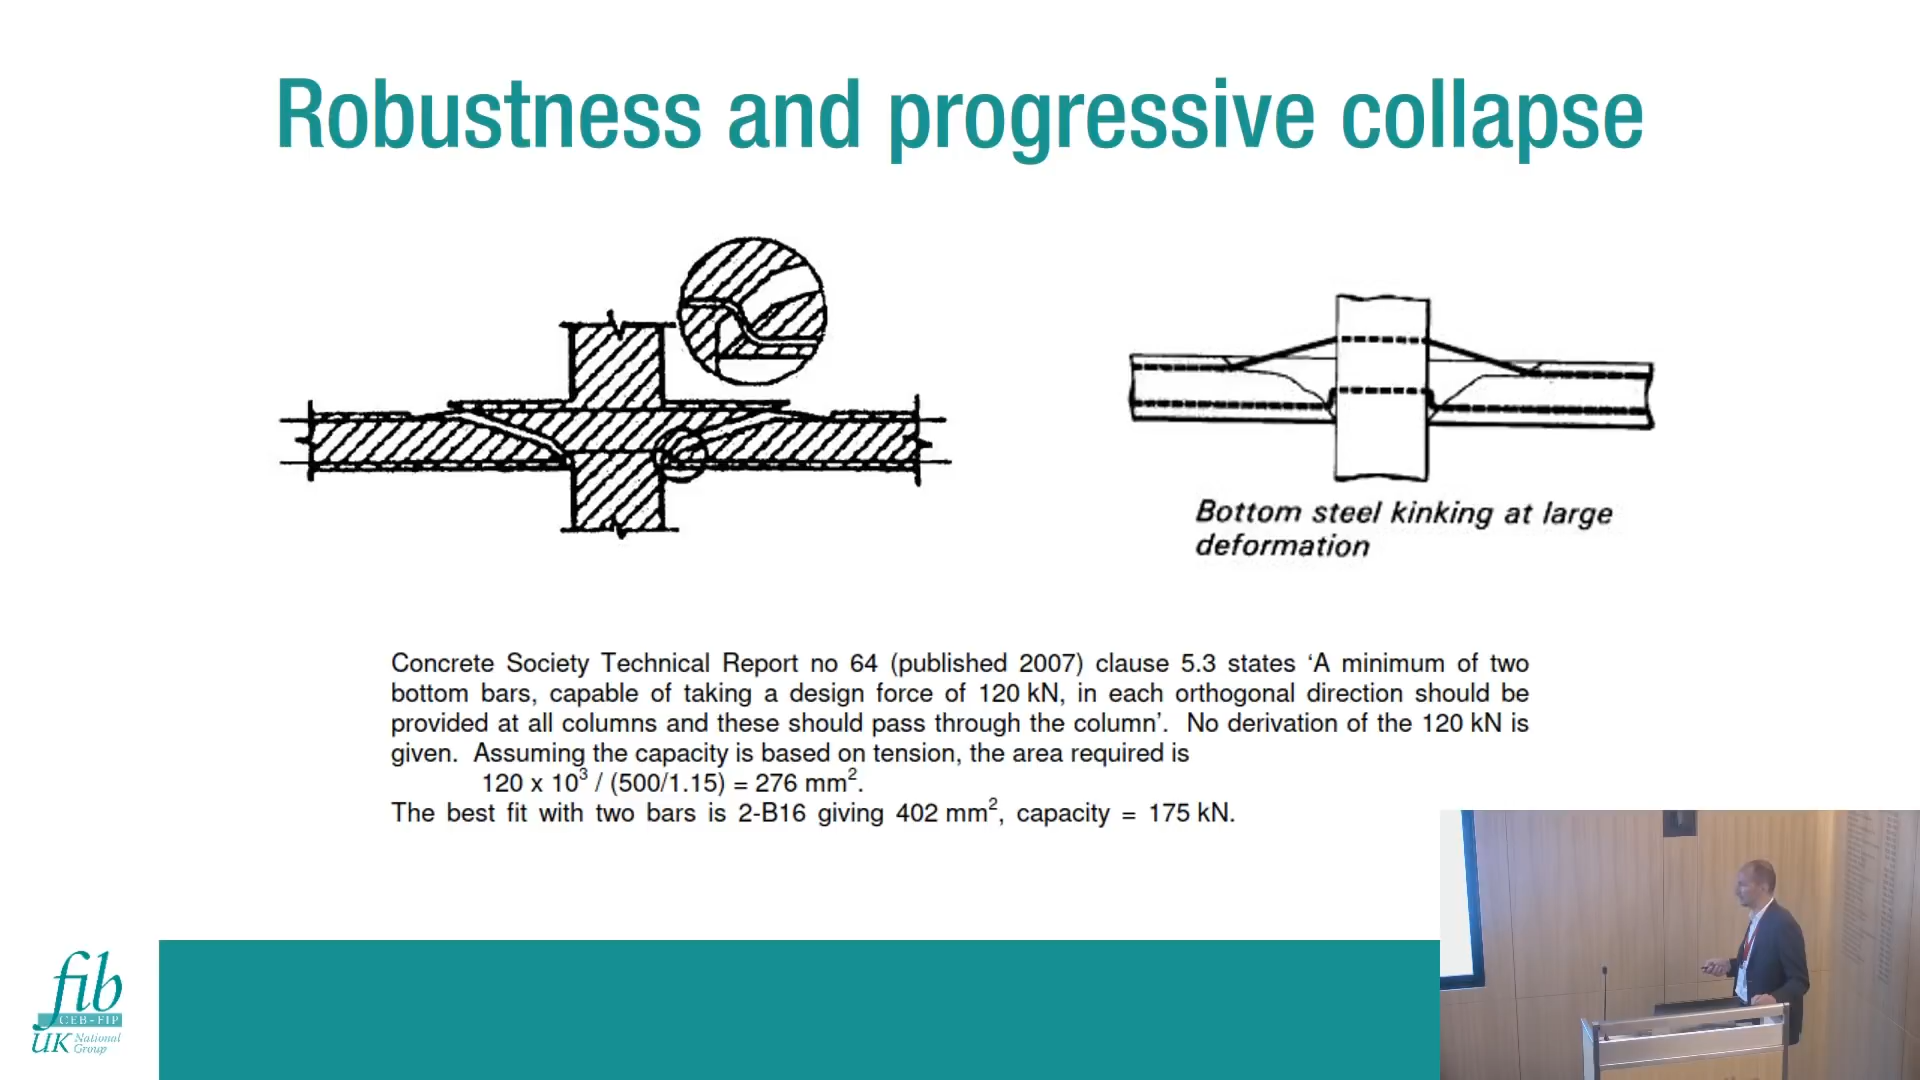 Robustness and progressive collapse
Bottom steel kinking at large
deformation
Concrete Society Technical Report no 64 (published 2007) clause 5.3 states ‘A minimum of two
bottom bars, capable of taking a design force of 120 kN, in each orthogonal direction should be
provided at all columns and these should pass through the column’. No derivation of the 120 kN is
given. Assuming the capacity is based on tension, the area required is
120 x 10³ / (500/1.15) = 276 mm².
The best fit with two bars is 2-B16 giving 402 mm², capacity = 175 kN.
fib
CEB-FIP
UK National
Group